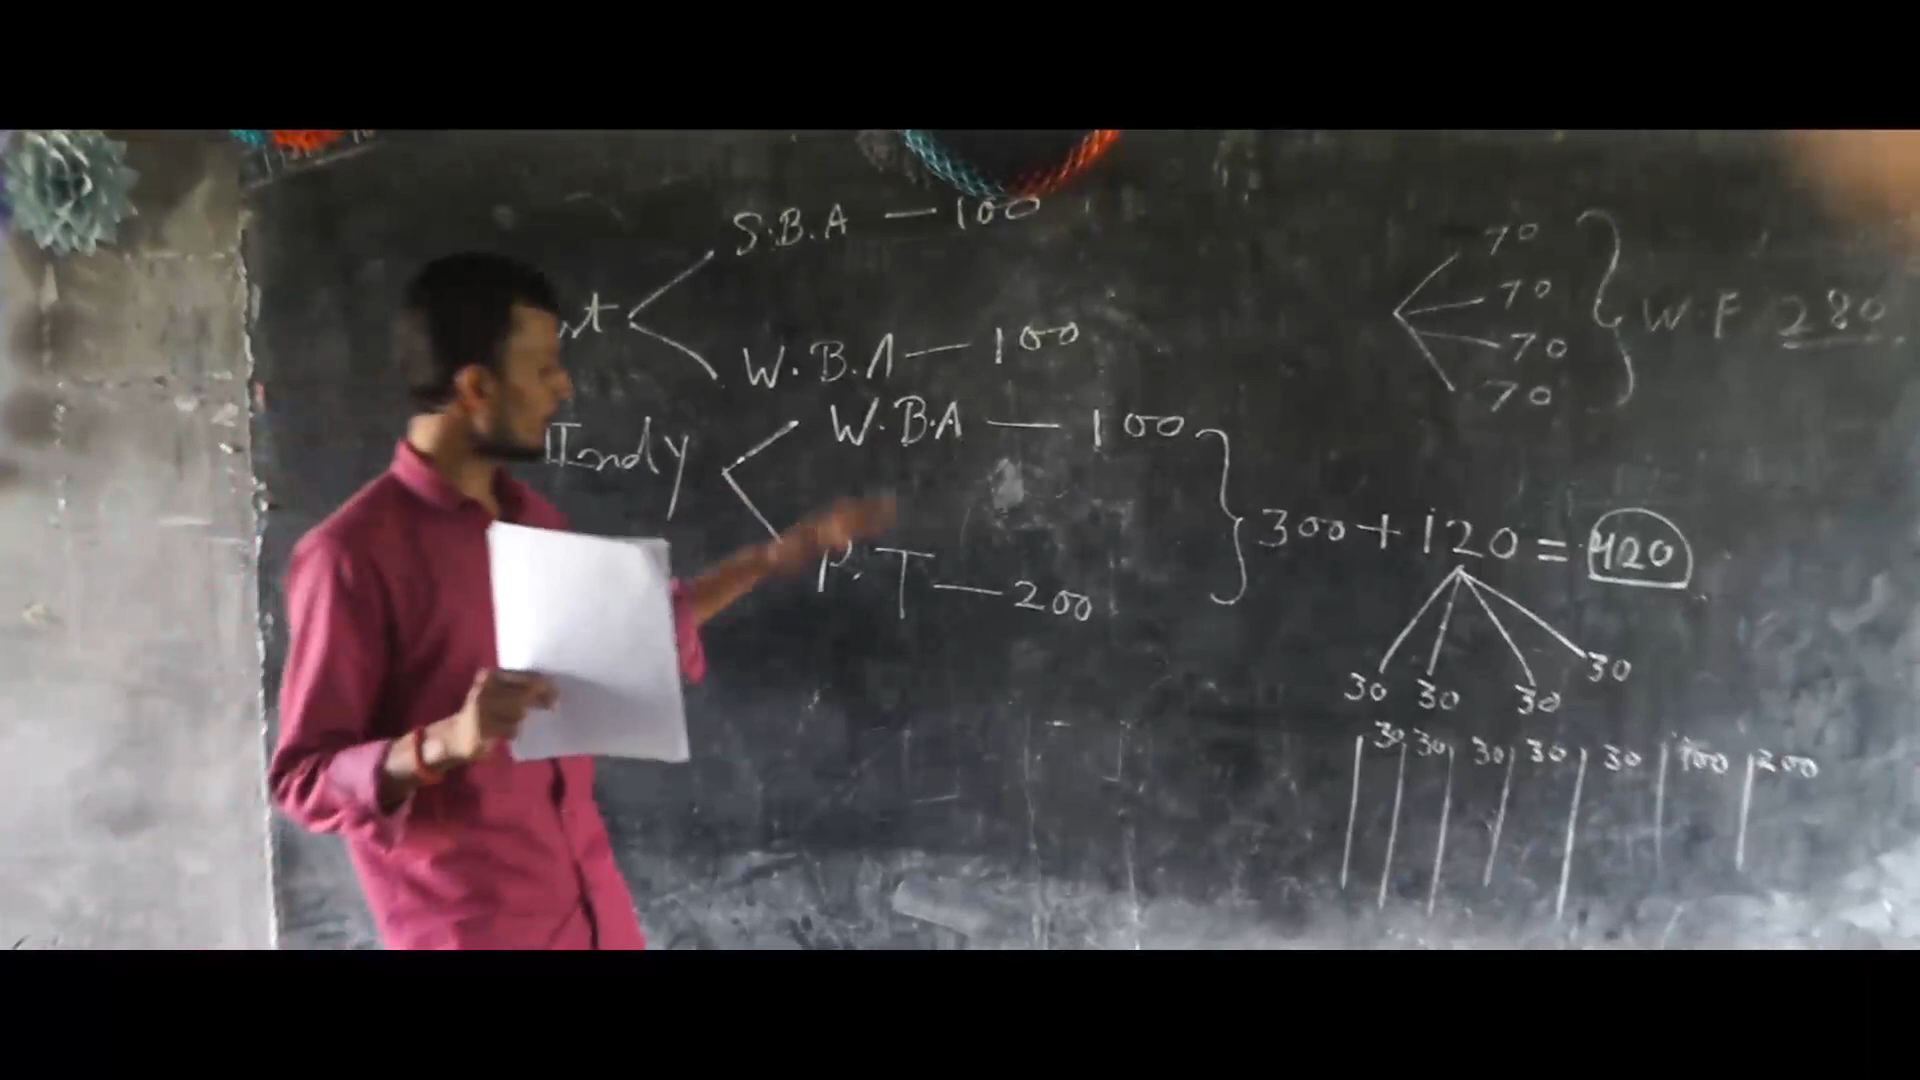 S.B.A — 100
W.B.A — 100
IIndly
W.B.A — 100
P.T — 200
300 + 120 = 420
30 30 30 30
30 30 30 30 30 100 200
70
70
70
70
W.F 280